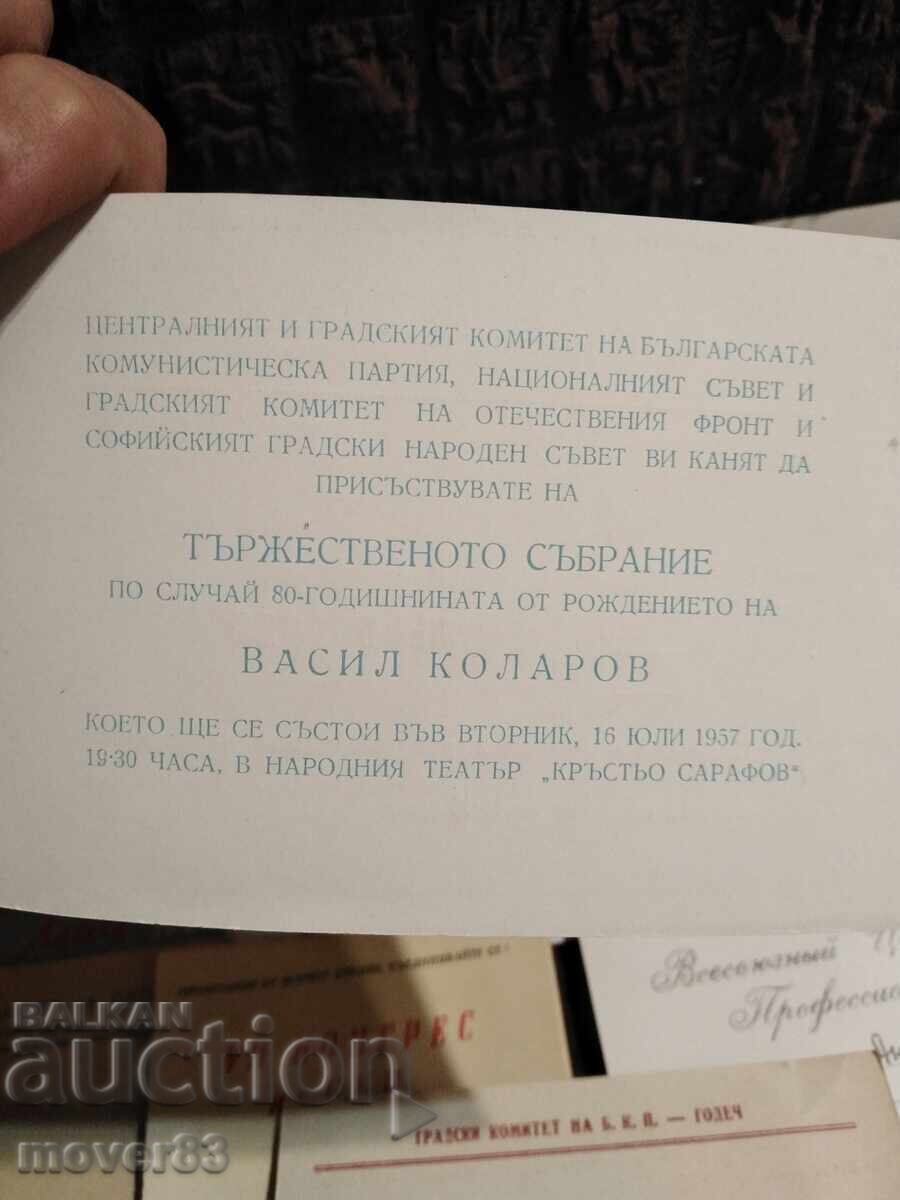 ЦЕНТРАЛНИЯТ И ГРАДСКИЯТ КОМИТЕТ НА БЪЛГАРСКАТА
КОМУНИСТИЧЕСКА ПАРТИЯ, НАЦИОНАЛНИЯТ СЪВЕТ И
ГРАДСКИЯТ КОМИТЕТ НА ОТЕЧЕСТВЕНИЯ ФРОНТ И
СОФИЙСКИЯТ ГРАДСКИ НАРОДЕН СЪВЕТ ВИ КАНЯТ ДА
ПРИСЪСТВУВАТЕ НА
ТЪРЖЕСТВЕНОТО СЪБРАНИЕ
ПО СЛУЧАЙ 80-ГОДИШНИНАТА ОТ РОЖДЕНИЕТО НА
ВАСИЛ КОЛАРОВ
КОЕТО ЩЕ СЕ СЪСТОИ ВЪВ ВТОРНИК, 16 ЮЛИ 1957 ГОД.
19·30 ЧАСА, В НАРОДНИЯ ТЕАТЪР „КРЪСТЬО САРАФОВ"
Всесоюзный
Професси
BALKAN
auction
ГРАДСКИ КОМИТЕТ НА Б. К. П. — ГОДЕЧ
mover83